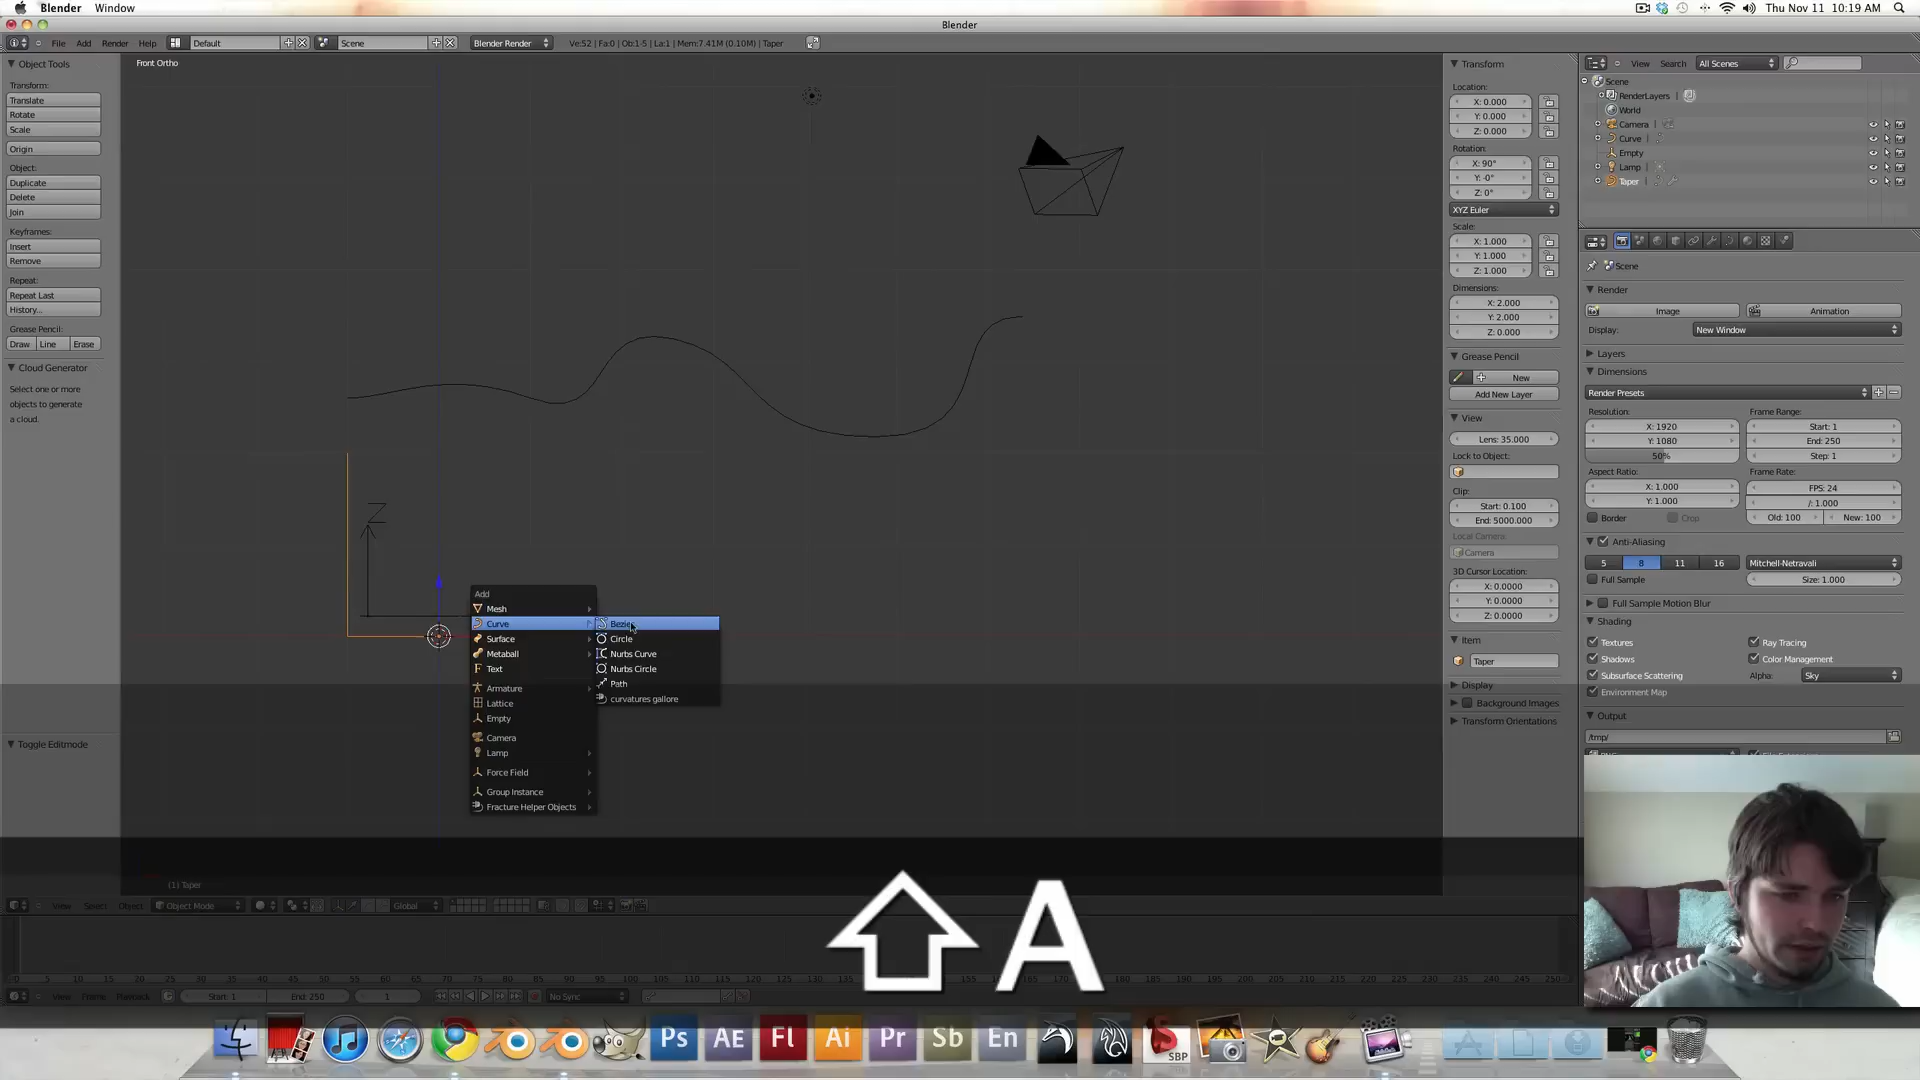 Blender Window
Thu Nov 11 10:19 AM
Blender
File Add Render Help
Default
Scene
Blender Render
Ve:52 | Fa:0 | Ob:1-5 | La:1 | Mem:7.41M (0.10M) | Taper
Object Tools
Transform:
Translate
Rotate
Scale
Origin
Object:
Duplicate
Delete
Join
Keyframes:
Insert
Remove
Repeat:
Repeat Last
History...
Grease Pencil:
Draw Line Erase
Cloud Generator
Select one or more
objects to generate
a cloud.
Toggle Editmode
Front Ortho
Z
Add
Mesh
Curve
Surface
Metaball
Text
Armature
Lattice
Empty
Camera
Lamp
Force Field
Group Instance
Fracture Helper Objects
Circle
Nurbs Curve
Nurbs Circle
Path
curvatures gallore
(1) Taper
View Select Object
Object Mode
Global
Transform
Location:
X: 0.000
Y: 0.000
Z: 0.000
Rotation:
X: 90°
Y: -0°
Z: 0°
XYZ Euler
Scale:
X: 1.000
Y: 1.000
Z: 1.000
Dimensions:
X: 2.000
Y: 2.000
Z: 0.000
Grease Pencil
New
Add New Layer
View
Lens: 35.000
Lock to Object:
Clip:
Start: 0.100
End: 5000.000
Local Camera:
Camera
3D Cursor Location:
X: 0.0000
Y: 0.0000
Z: 0.0000
Item
Taper
Display
Background Images
Transform Orientations
View Search All Scenes
Scene
RenderLayers
World
Camera
Curve
Empty
Lamp
Taper
Scene
Render
Image Animation
Display: New Window
Layers
Dimensions
Render Presets
Resolution: Frame Range:
X: 1920 Start: 1
Y: 1080 End: 250
50% Step: 1
Aspect Ratio: Frame Rate:
X: 1.000 FPS: 24
Y: 1.000 /: 1.000
Border Crop Old: 100 New: 100
Anti-Aliasing
5 8 11 16 Mitchell-Netravali
Full Sample Size: 1.000
Full Sample Motion Blur
Shading
Textures Ray Tracing
Shadows Color Management
Subsurface Scattering Alpha: Sky
Environment Map
Output
/tmp/
A
View Frame Playback
Start: 1 End: 250 1
No Sync
Ps AE Fl Ai Pr Sb En
SBP